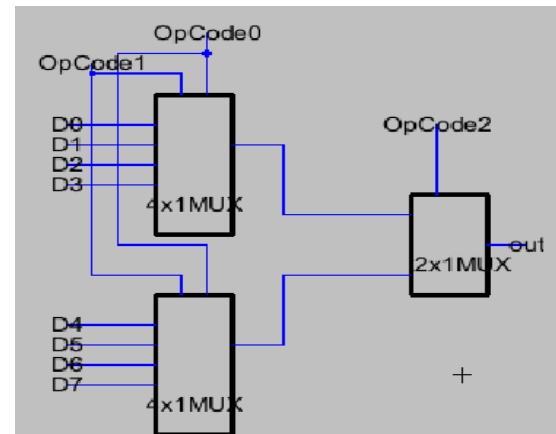 OpCode0
OpCode1
D0
D1
D2
D3
4x1MUX
OpCode2
out
2x1MUX
D4
D5
D6
D7
4x1MUX